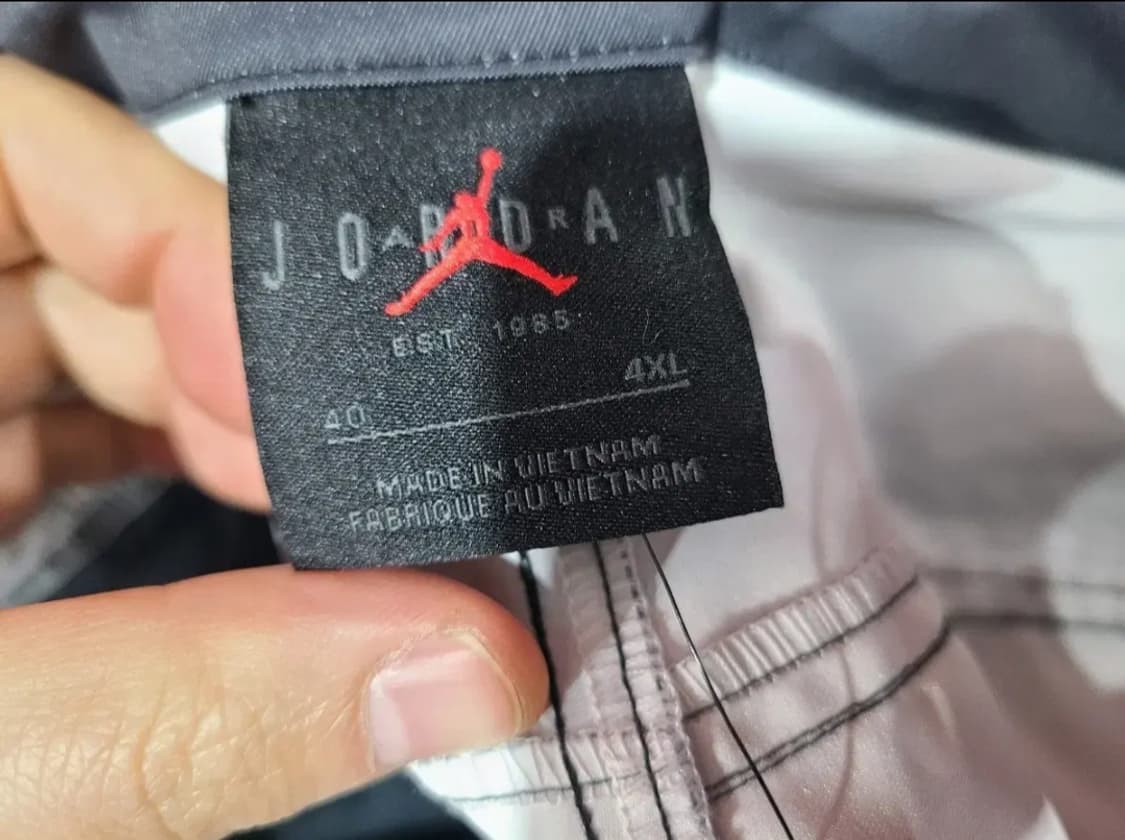 JORDAN
AIR
EST. 1985
40 4XL
MADE IN VIETNAM
FABRIQUE AU VIETNAM